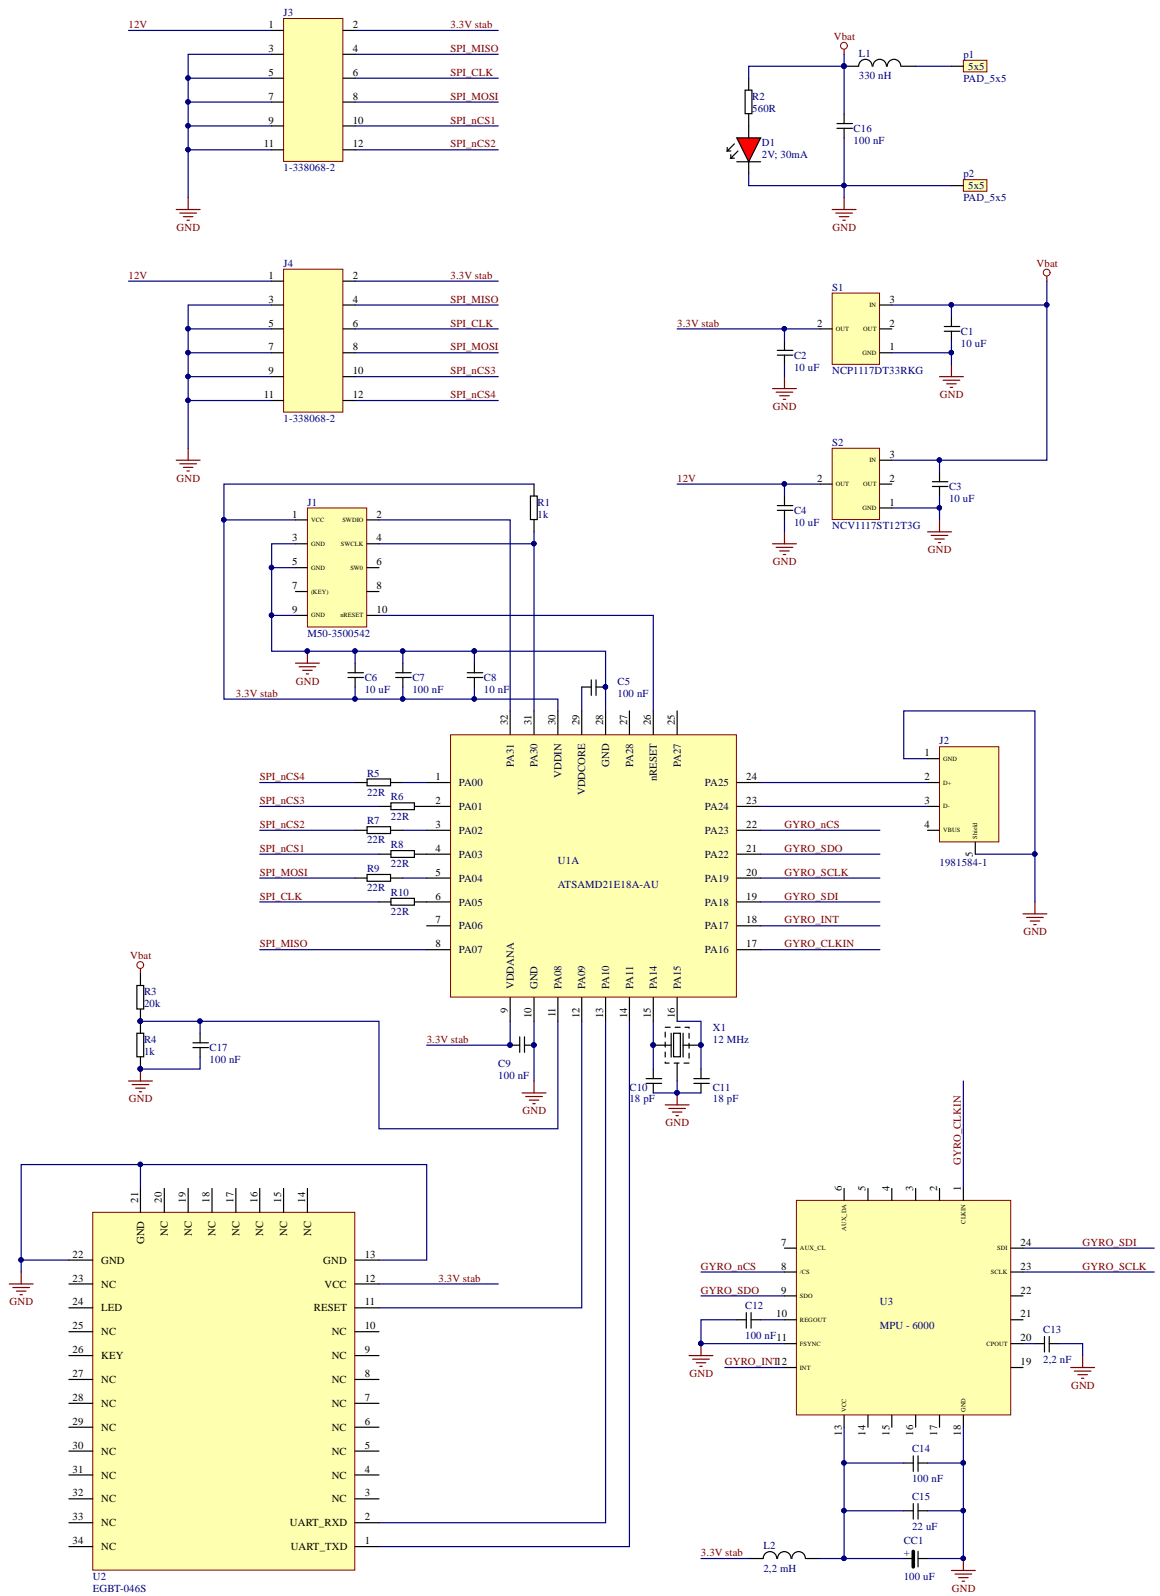 J3
12V 1 2 3.3V stab
3 4 SPI_MISO
5 6 SPI_CLK
7 8 SPI_MOSI
9 10 SPI_nCS1
11 12 SPI_nCS2
1-338068-2
GND
Vbat
L1
330 nH
p1
5x5
PAD_5x5
R2
560R
C16
100 nF
D1
2V; 30mA
p2
5x5
PAD_5x5
GND
J4
12V 1 2 3.3V stab
3 4 SPI_MISO
5 6 SPI_CLK
7 8 SPI_MOSI
9 10 SPI_nCS3
11 12 SPI_nCS4
1-338068-2
GND
Vbat
S1
IN 3
3.3V stab 2 OUT OUT 2
GND 1
NCP1117DT33RKG
C1
10 uF
C2
10 uF
GND
GND
S2
IN 3
12V 2 OUT OUT 2
GND 1
NCV1117ST12T3G
C3
10 uF
C4
10 uF
GND
GND
R1
1k
J1
1 VCC SWDIO 2
3 GND SWCLK 4
5 GND SW0 6
7 (KEY) 8
9 GND nRESET 10
M50-3500542
GND
C6
10 uF
C7
100 nF
C8
10 nF
C5
100 nF
3.3V stab
32 31 30 29 28 27 26 25
PA31 PA30 VDDIN VDDCORE GND PA28 nRESET PA27
SPI_nCS4 R5 22R 1 PA00
SPI_nCS3 R6 22R 2 PA01
SPI_nCS2 R7 22R 3 PA02
SPI_nCS1 R8 22R 4 PA03
SPI_MOSI R9 22R 5 PA04
SPI_CLK R10 22R 6 PA05
7 PA06
SPI_MISO 8 PA07
U1A
ATSAMD21E18A-AU
PA25 24
PA24 23
PA23 22 GYRO_nCS
PA22 21 GYRO_SDO
PA19 20 GYRO_SCLK
PA18 19 GYRO_SDI
PA17 18 GYRO_INT
PA16 17 GYRO_CLKIN
VDDANA GND PA08 PA09 PA10 PA11 PA14 PA15
9 10 11 12 13 14 15 16
J2
1 GND
2 D+
3 D-
4 VBUS
Shield
5
1981584-1
GND
Vbat
R3
20k
R4
1k
C17
100 nF
GND
3.3V stab
C9
100 nF
GND
X1
12 MHz
C10
18 pF
C11
18 pF
GND
21 20 19 18 17 16 15 14
GND NC NC NC NC NC NC NC
22 GND GND 13
23 NC VCC 12 3.3V stab
24 LED RESET 11
25 NC NC 10
26 KEY NC 9
27 NC NC 8
28 NC NC 7
29 NC NC 6
30 NC NC 5
31 NC NC 4
32 NC NC 3
33 NC UART_RXD 2
34 NC UART_TXD 1
U2
EGBT-046S
GND
GYRO_CLKIN
6 5 4 3 2 1
AUX_DA CLKIN
7 AUX_CL
GYRO_nCS 8 /CS
GYRO_SDO 9 SDO
C12
100 nF
10 REGOUT
11 FSYNC
GND
GYRO_INT 12 INT
U3
MPU - 6000
SDI 24 GYRO_SDI
SCLK 23 GYRO_SCLK
22
21
CPOUT 20
C13
2,2 nF
19
GND
VCC GND
13 14 15 16 17 18
C14
100 nF
C15
22 uF
3.3V stab
L2
2,2 mH
CC1
+
100 uF
GND